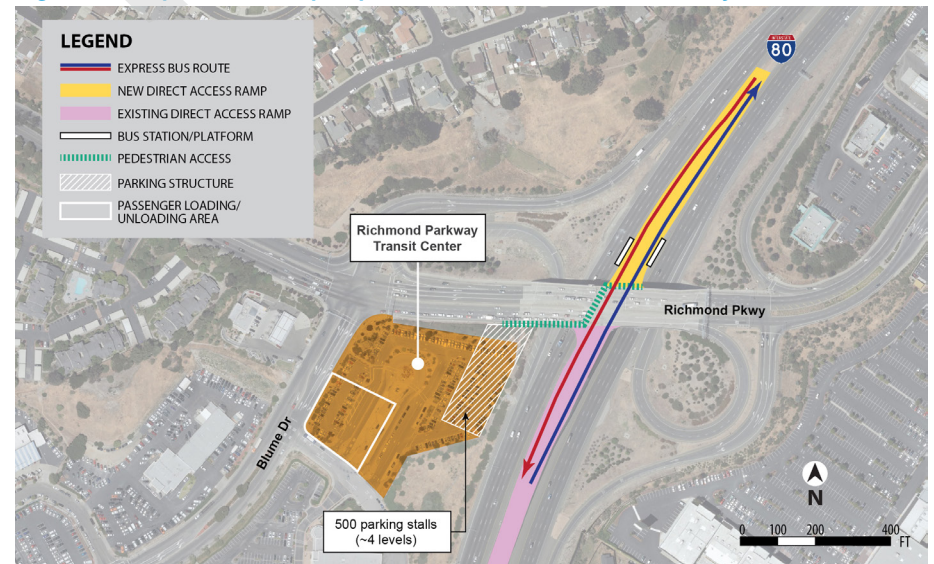 LEGEND
EXPRESS BUS ROUTE
NEW DIRECT ACCESS RAMP
EXISTING DIRECT ACCESS RAMP
BUS STATION/PLATFORM
PEDESTRIAN ACCESS
PARKING STRUCTURE
PASSENGER LOADING/
UNLOADING AREA
80
Richmond Parkway
Transit Center
Richmond Pkwy
Blume Dr
500 parking stalls
(~4 levels)
N
0 100 200 400
FT